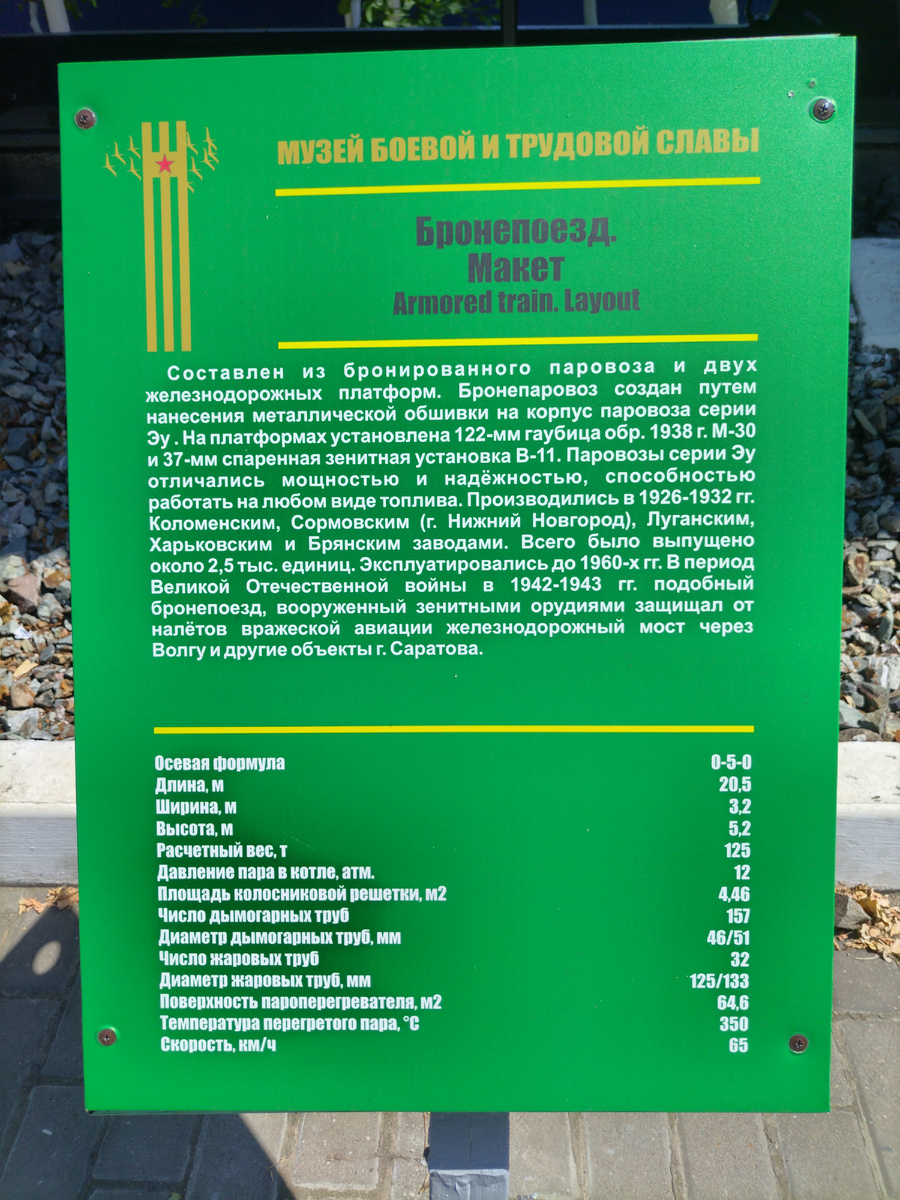 МУЗЕЙ БОЕВОЙ И ТРУДОВОЙ СЛАВЫ
Бронепоезд.
Макет
Armored train. Layout
Составлен из бронированного паровоза и двух
железнодорожных платформ. Бронепаровоз создан путем
нанесения металлической обшивки на корпус паровоза серии
Эу . На платформах установлена 122-мм гаубица обр. 1938 г. М-30
и 37-мм спаренная зенитная установка В-11. Паровозы серии Эу
отличались мощностью и надёжностью, способностью
работать на любом виде топлива. Производились в 1926-1932 гг.
Коломенским, Сормовским (г. Нижний Новгород), Луганским,
Харьковским и Брянским заводами. Всего было выпущено
около 2,5 тыс. единиц. Эксплуатировались до 1960-х гг. В период
Великой Отечественной войны в 1942-1943 гг. подобный
бронепоезд, вооруженный зенитными орудиями защищал от
налётов вражеской авиации железнодорожный мост через
Волгу и другие объекты г. Саратова.
Осевая формула 0-5-0
Длина, м 20,5
Ширина, м 3,2
Высота, м 5,2
Расчетный вес, т 125
Давление пара в котле, атм. 12
Площадь колосниковой решетки, м2 4,46
Число дымогарных труб 157
Диаметр дымогарных труб, мм 46/51
Число жаровых труб 32
Диаметр жаровых труб, мм 125/133
Поверхность пароперегревателя, м2 64,6
Температура перегретого пара, °С 350
Скорость, км/ч 65